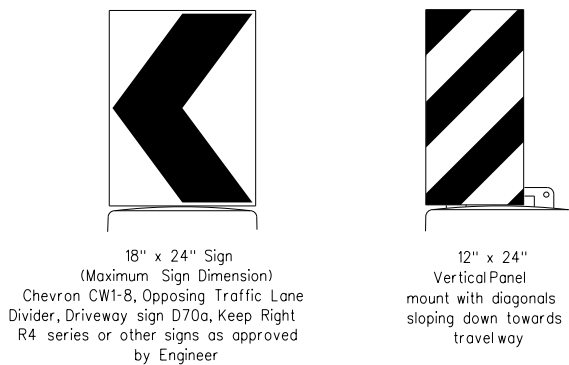 18" x 24" Sign
(Maximum Sign Dimension)
Chevron CW1-8, Opposing Traffic Lane
Divider, Driveway sign D70a, Keep Right
R4 series or other signs as approved
by Engineer
12" x 24"
Vertical Panel
mount with diagonals
sloping down towards
travel way